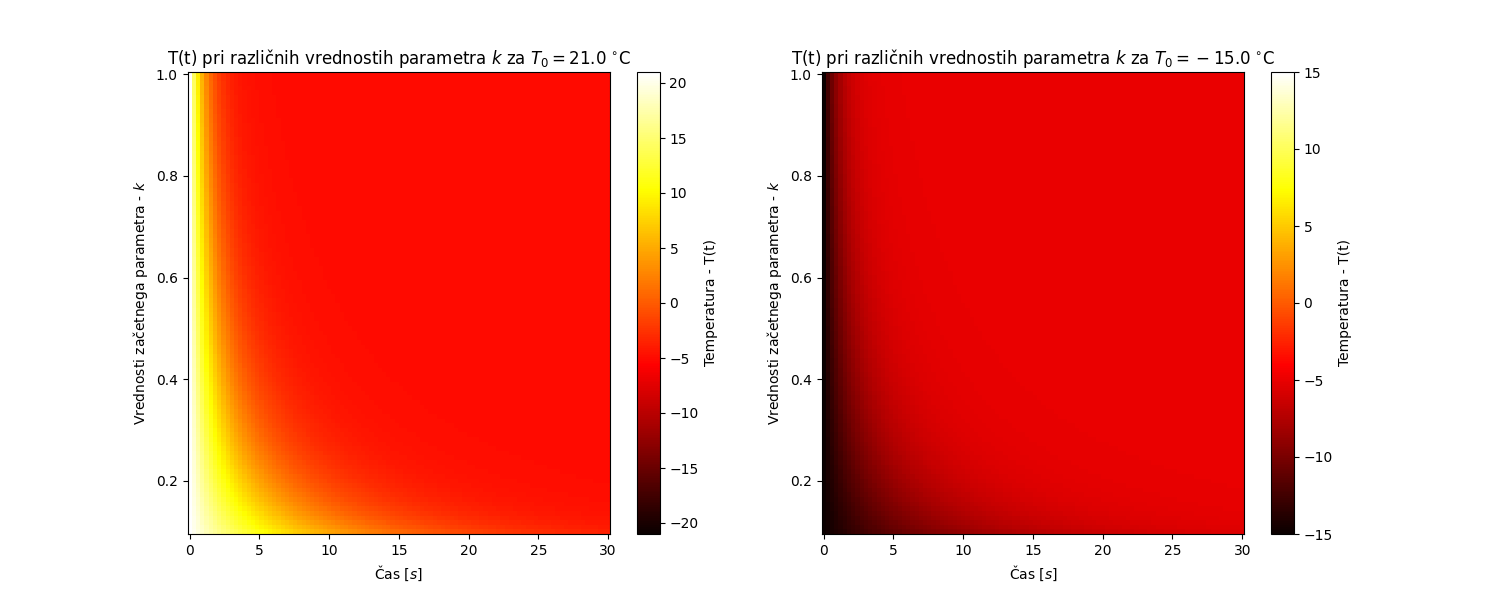 T(t) pri različnih vrednostih parametra k za T₀ = 21.0 °C
1.0
0.8
0.6
0.4
0.2
Vrednosti začetnega parametra - k
0 5 10 15 20 25 30
Čas [s]
20
15
10
5
0
−5
−10
−15
−20
Temperatura - T(t)
T(t) pri različnih vrednostih parametra k za T₀ = − 15.0 °C
1.0
0.8
0.6
0.4
0.2
Vrednosti začetnega parametra - k
0 5 10 15 20 25 30
Čas [s]
15
10
5
0
−5
−10
−15
Temperatura - T(t)